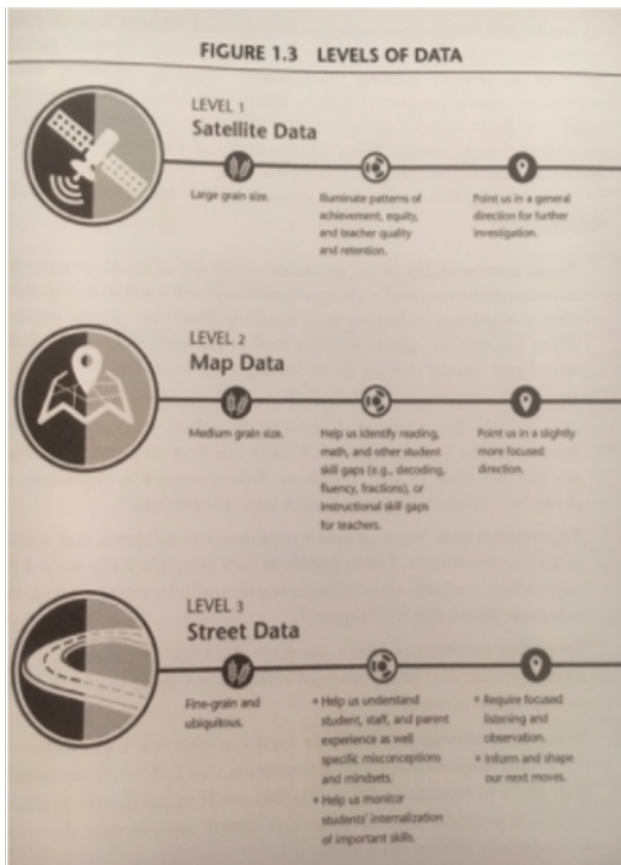 FIGURE 1.3 LEVELS OF DATA
LEVEL 1
Satellite Data
Large grain size.
Illuminate patterns of
achievement, equity,
and teacher quality
and retention.
Point us in a general
direction for further
investigation.
LEVEL 2
Map Data
Medium grain size.
Help us identify reading,
math, and other student
skill gaps (e.g., decoding,
fluency, fractions), or
instructional skill gaps
for teachers.
Point us in a slightly
more focused
direction.
LEVEL 3
Street Data
Fine-grain and
ubiquitous.
• Help us understand
student, staff, and parent
experience as well
specific misconceptions
and mindsets.
• Help us monitor
students' internalization
of important skills.
• Require focused
listening and
observation.
• Inform and shape
our next moves.